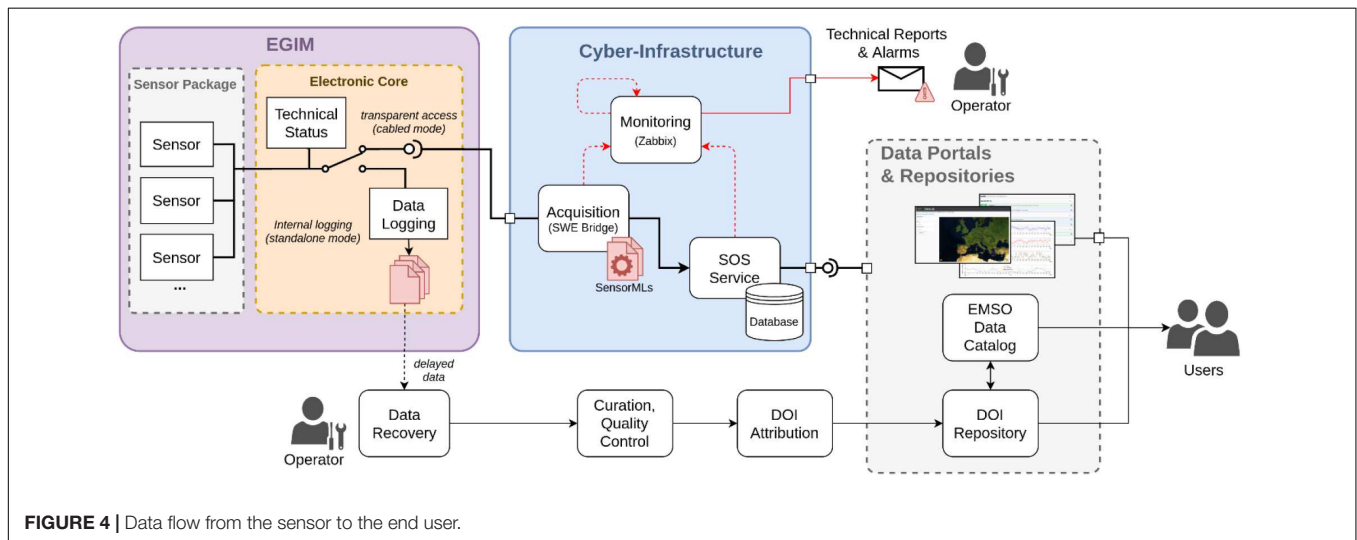 EGIM
Sensor Package
Sensor
Sensor
Sensor
...
Electronic Core
Technical
Status
transparent access
(cabled mode)
Internal logging
(standalone mode)
Data
Logging
Cyber-Infrastructure
Monitoring
(Zabbix)
Acquisition
(SWE Bridge)
SensorMLs
SOS
Service
Database
Technical Reports
& Alarms
Operator
Data Portals
& Repositories
EMSO
Data
Catalog
DOI
Repository
Users
delayed
data
Operator
Data
Recovery
Curation,
Quality
Control
DOI
Attribution
FIGURE 4 | Data flow from the sensor to the end user.